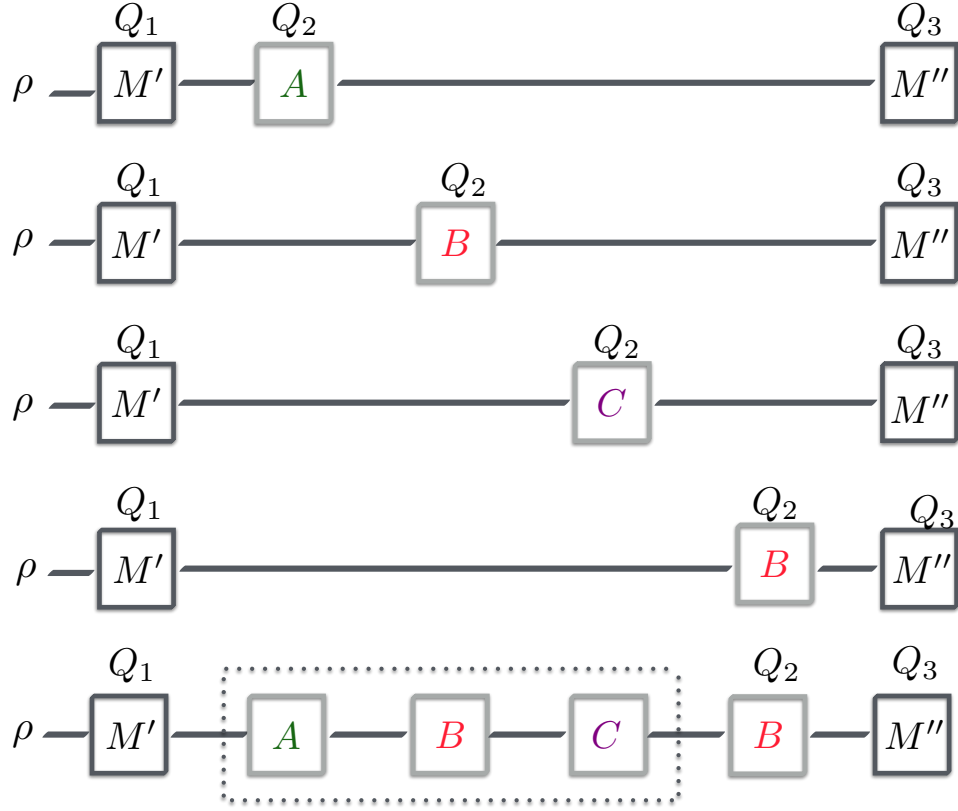 Q₁ Q₂ Q₃
ρ M′ A M″
Q₁ Q₂ Q₃
ρ M′ B M″
Q₁ Q₂ Q₃
ρ M′ C M″
Q₁ Q₂ Q₃
ρ M′ B M″
Q₁ Q₂ Q₃
ρ M′ A B C B M″